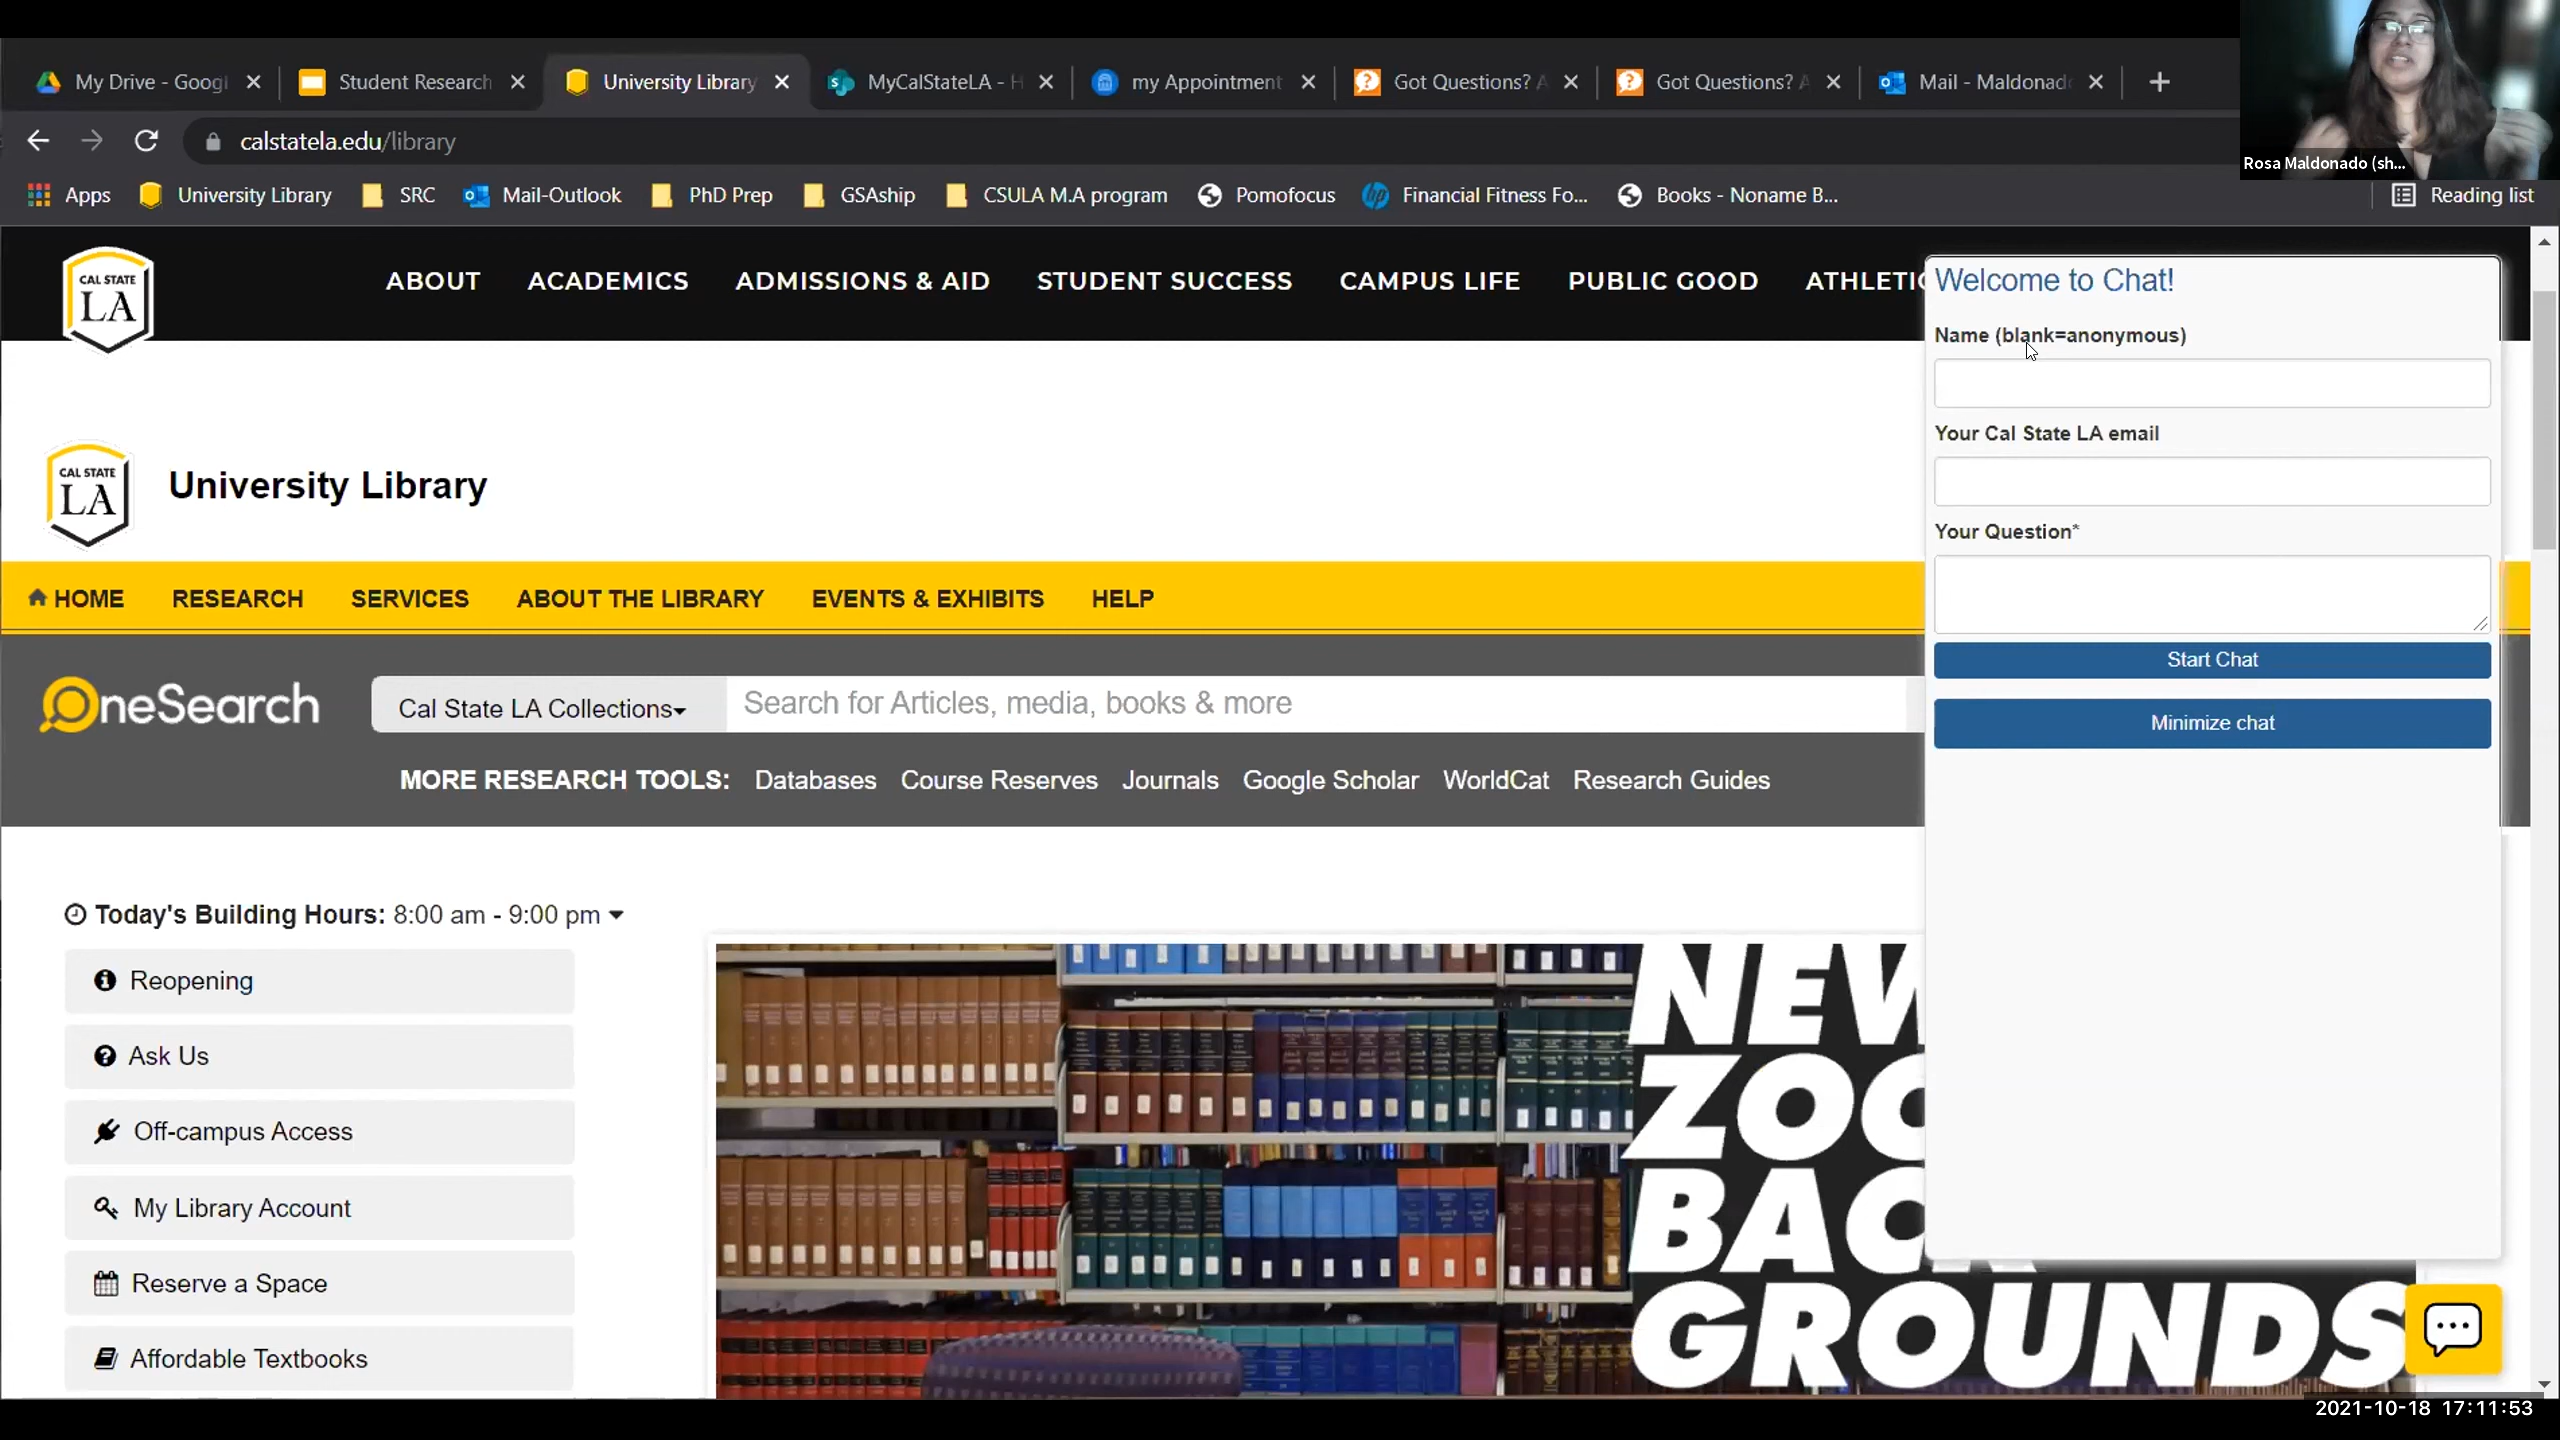 My Drive - Googl
Student Research
University Library
MyCalStateLA - H
my Appointment
Got Questions? A
Got Questions? A
Mail - Maldonad
Rosa Maldonado (sh...
calstatela.edu/library
Apps
University Library
SRC
Mail-Outlook
PhD Prep
GSAship
CSULA M.A program
Pomofocus
Financial Fitness Fo...
Books - Noname B...
Reading list
CAL STATE
LA
ABOUT
ACADEMICS
ADMISSIONS & AID
STUDENT SUCCESS
CAMPUS LIFE
PUBLIC GOOD
ATHLETIC
CAL STATE
LA
University Library
HOME
RESEARCH
SERVICES
ABOUT THE LIBRARY
EVENTS & EXHIBITS
HELP
OneSearch
Cal State LA Collections
Search for Articles, media, books & more
MORE RESEARCH TOOLS:
Databases
Course Reserves
Journals
Google Scholar
WorldCat
Research Guides
Welcome to Chat!
Name (blank=anonymous)
Your Cal State LA email
Your Question*
Start Chat
Minimize chat
Today's Building Hours: 8:00 am - 9:00 pm
Reopening
Ask Us
Off-campus Access
My Library Account
Reserve a Space
Affordable Textbooks
NEW
ZOO
BACK
GROUNDS
2021-10-18 17:11:53